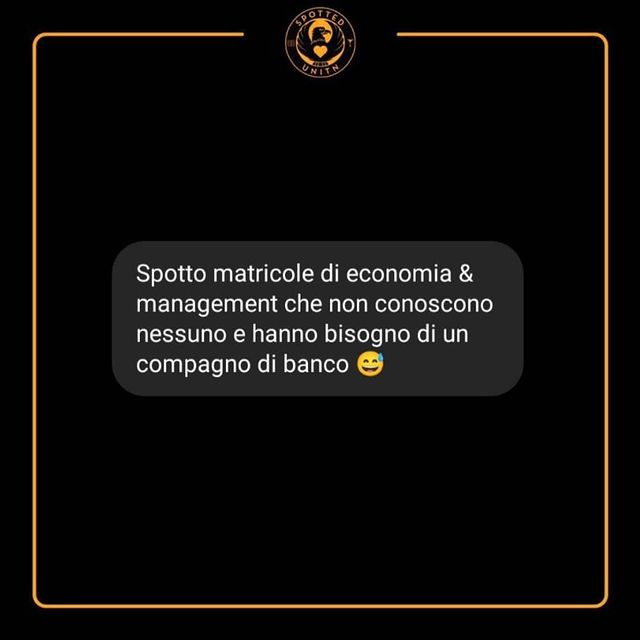 SPOTTED
UNITN
Spotto matricole di economia &
management che non conoscono
nessuno e hanno bisogno di un
compagno di banco 😅